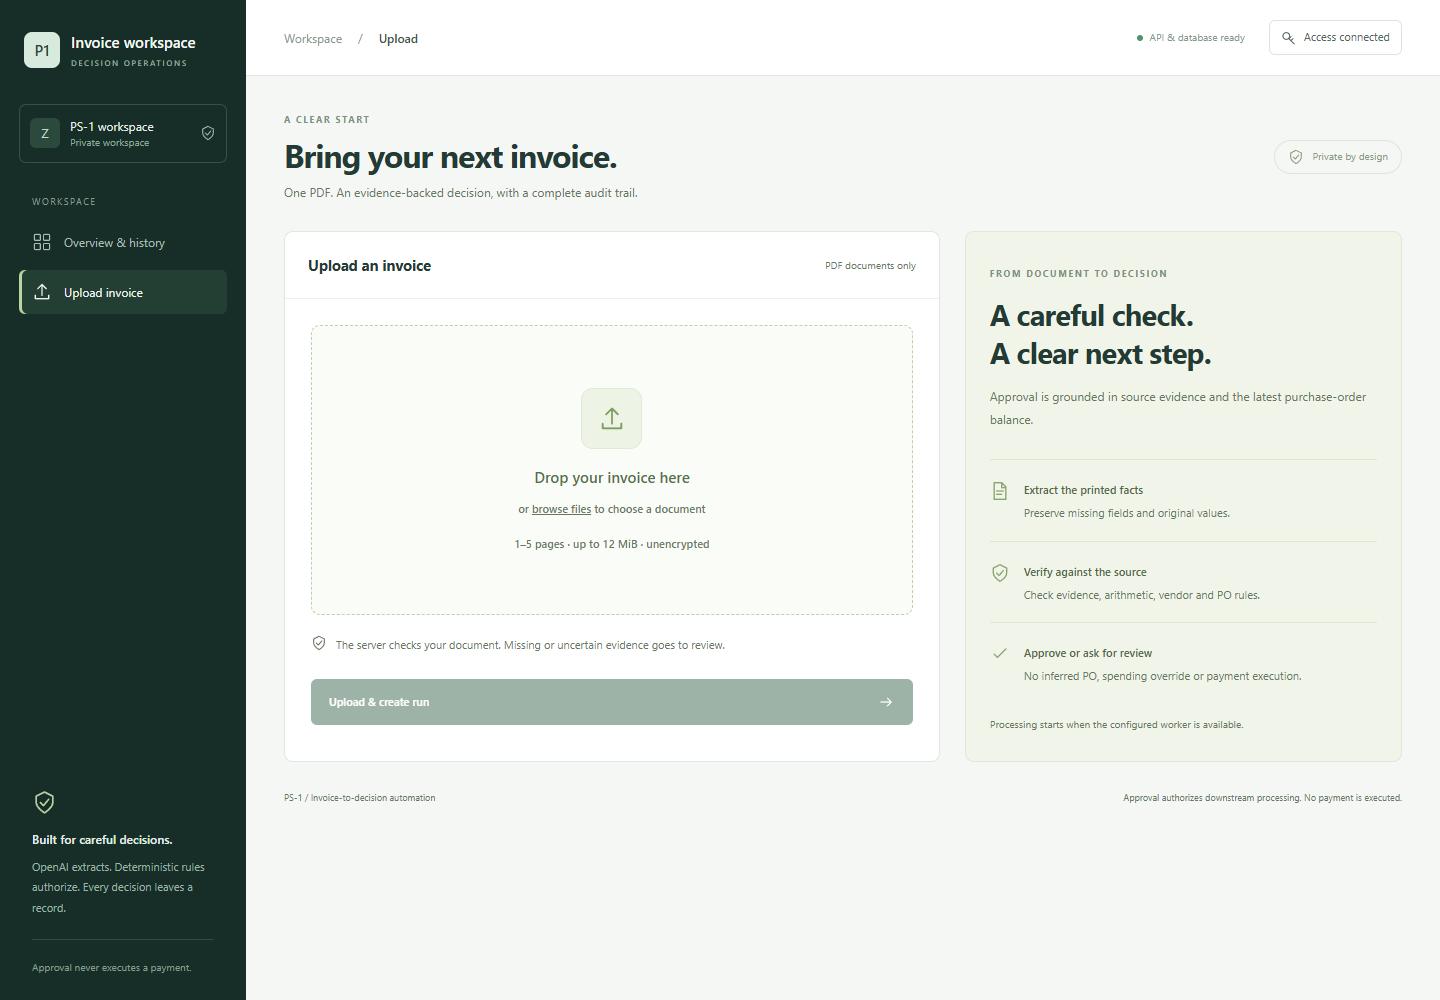 P1
Invoice workspace
DECISION OPERATIONS
Z
PS-1 workspace
Private workspace
WORKSPACE
Overview & history
Upload invoice
Built for careful decisions.
OpenAI extracts. Deterministic rules
authorize. Every decision leaves a
record.
Approval never executes a payment.
Workspace / Upload
API & database ready
Access connected
A CLEAR START
Bring your next invoice.
One PDF. An evidence-backed decision, with a complete audit trail.
Private by design
Upload an invoice
PDF documents only
Drop your invoice here
or browse files to choose a document
1–5 pages · up to 12 MiB · unencrypted
The server checks your document. Missing or uncertain evidence goes to review.
Upload & create run
FROM DOCUMENT TO DECISION
A careful check.
A clear next step.
Approval is grounded in source evidence and the latest purchase-order
balance.
Extract the printed facts
Preserve missing fields and original values.
Verify against the source
Check evidence, arithmetic, vendor and PO rules.
Approve or ask for review
No inferred PO, spending override or payment execution.
Processing starts when the configured worker is available.
PS-1 / Invoice-to-decision automation
Approval authorizes downstream processing. No payment is executed.